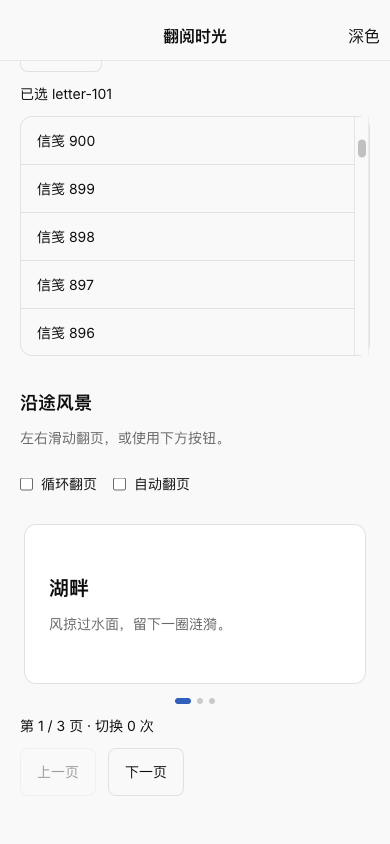 翻阅时光
深色
已选 letter-101
信笺 900
信笺 899
信笺 898
信笺 897
信笺 896
沿途风景
左右滑动翻页，或使用下方按钮。
循环翻页
自动翻页
湖畔
风掠过水面，留下一圈涟漪。
第 1 / 3 页 · 切换 0 次
上一页
下一页